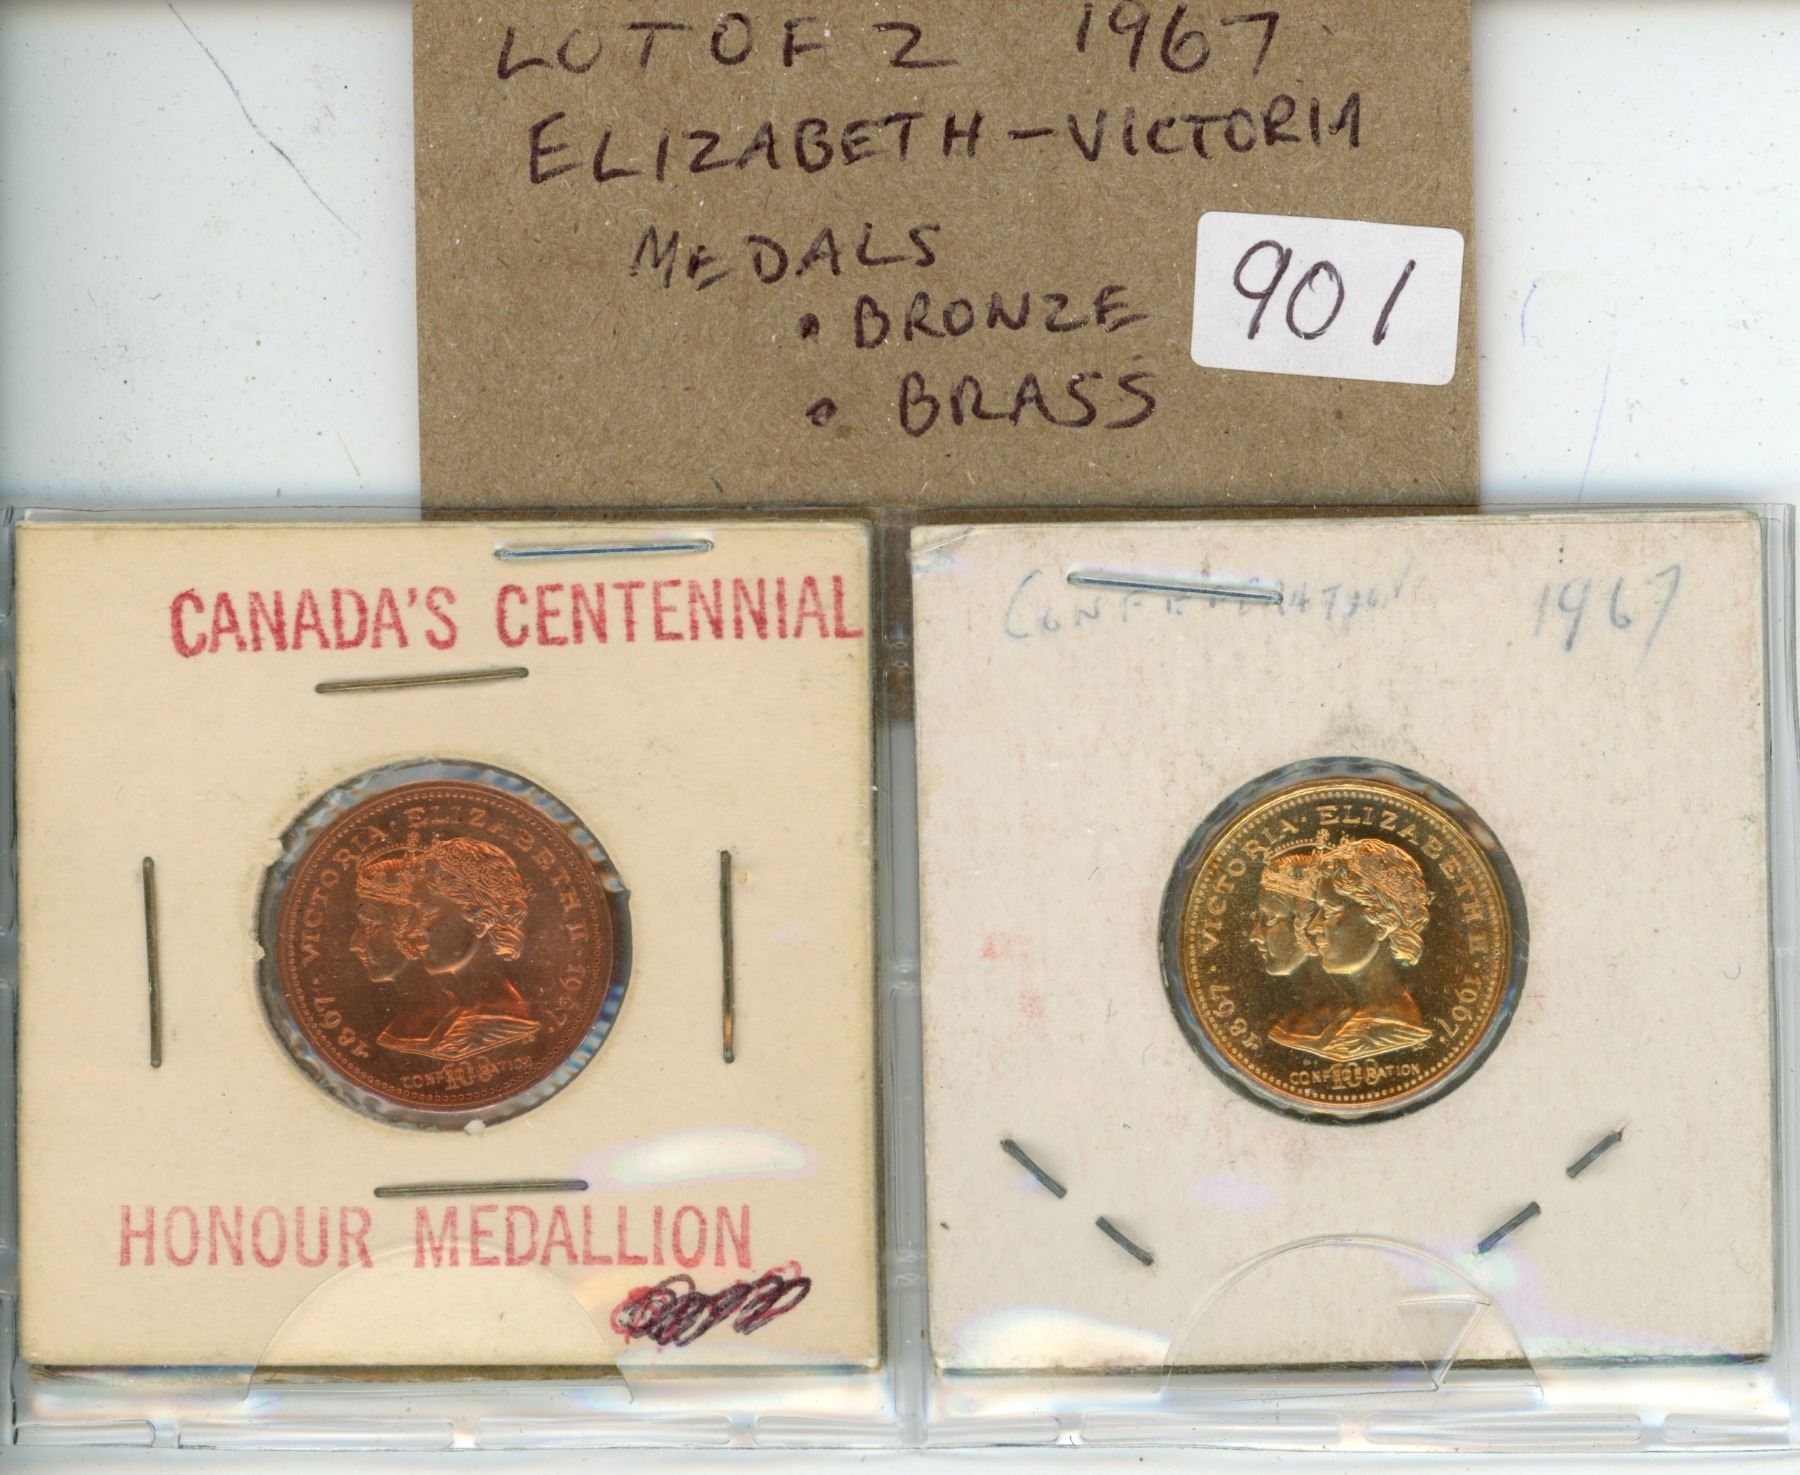 LOT OF 2 1967
ELIZABETH - VICTORIA
MEDALS
• BRONZE
• BRASS
901
CANADA'S CENTENNIAL
1867 · VICTORIA · ELIZABETH II · 1967
CONFEDERATION
100
HONOUR MEDALLION
CONFEDERATION 1967
1867 · VICTORIA · ELIZABETH II · 1967
CONFEDERATION
100